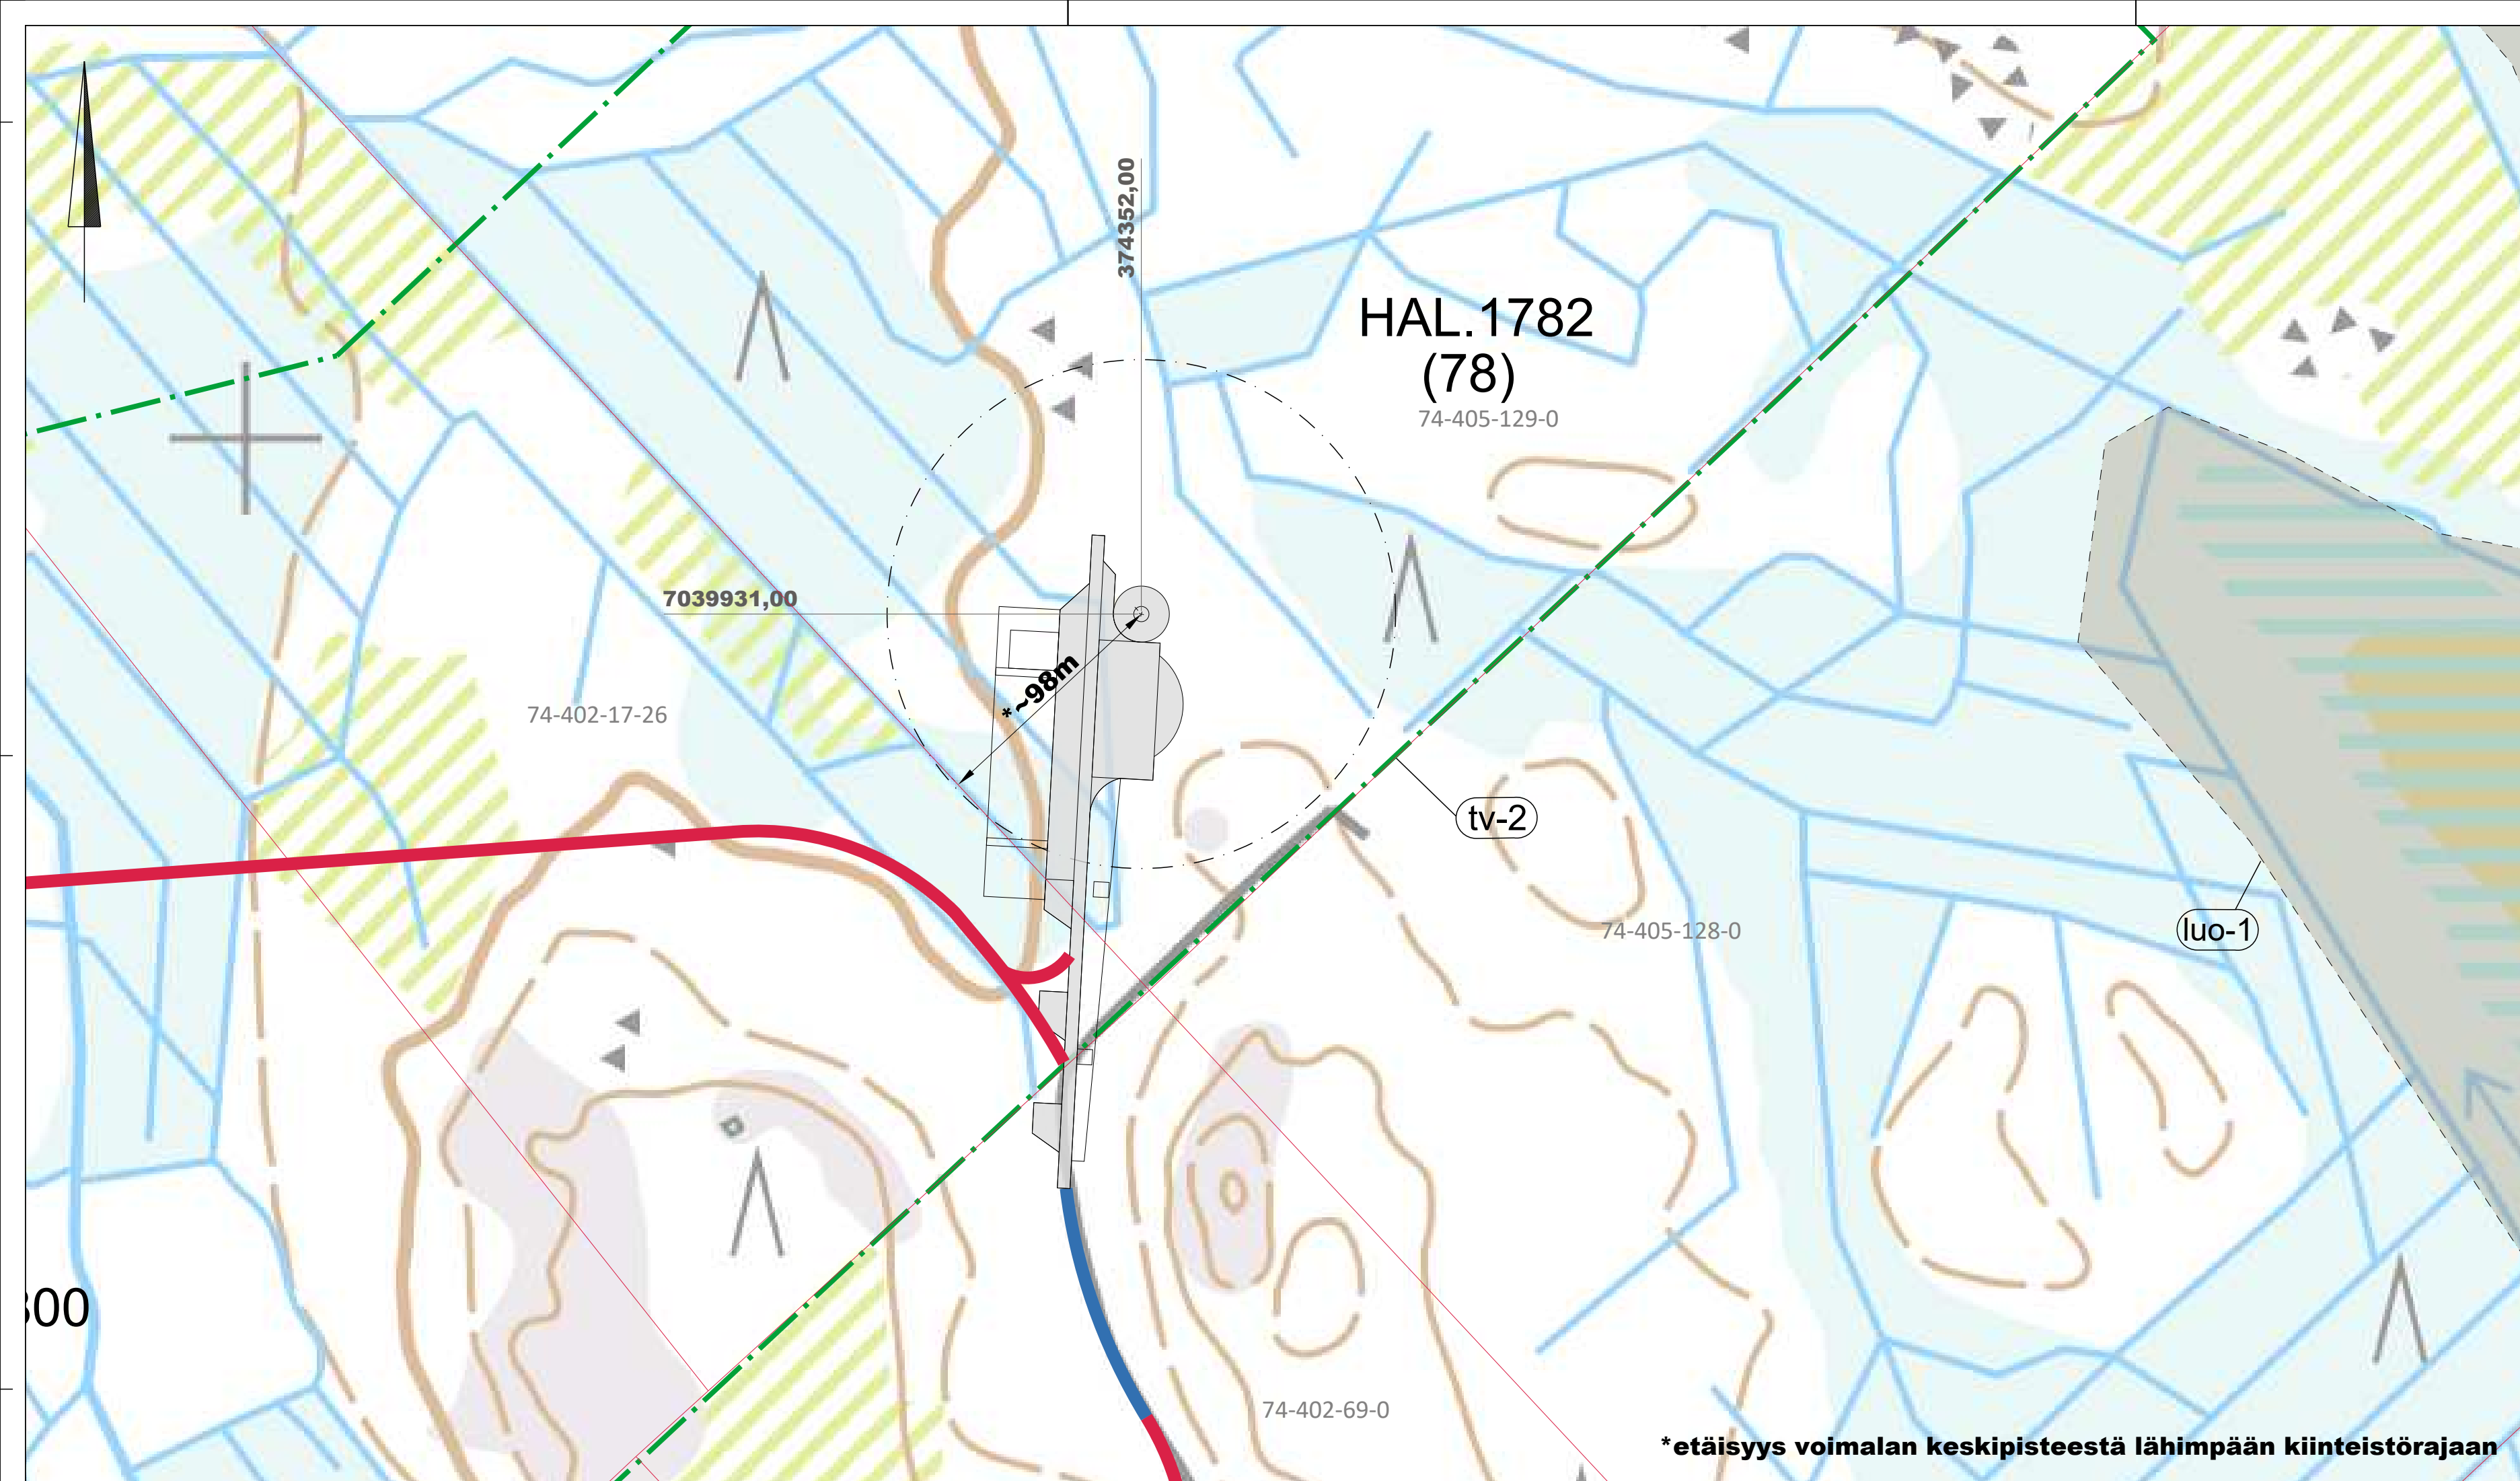 374352,00
HAL.1782
(78)
74-405-129-0
7039931,00
* ~98m
74-402-17-26
tv-2
74-405-128-0
luo-1
300
74-402-69-0
*etäisyys voimalan keskipisteestä lähimpään kiinteistörajaan